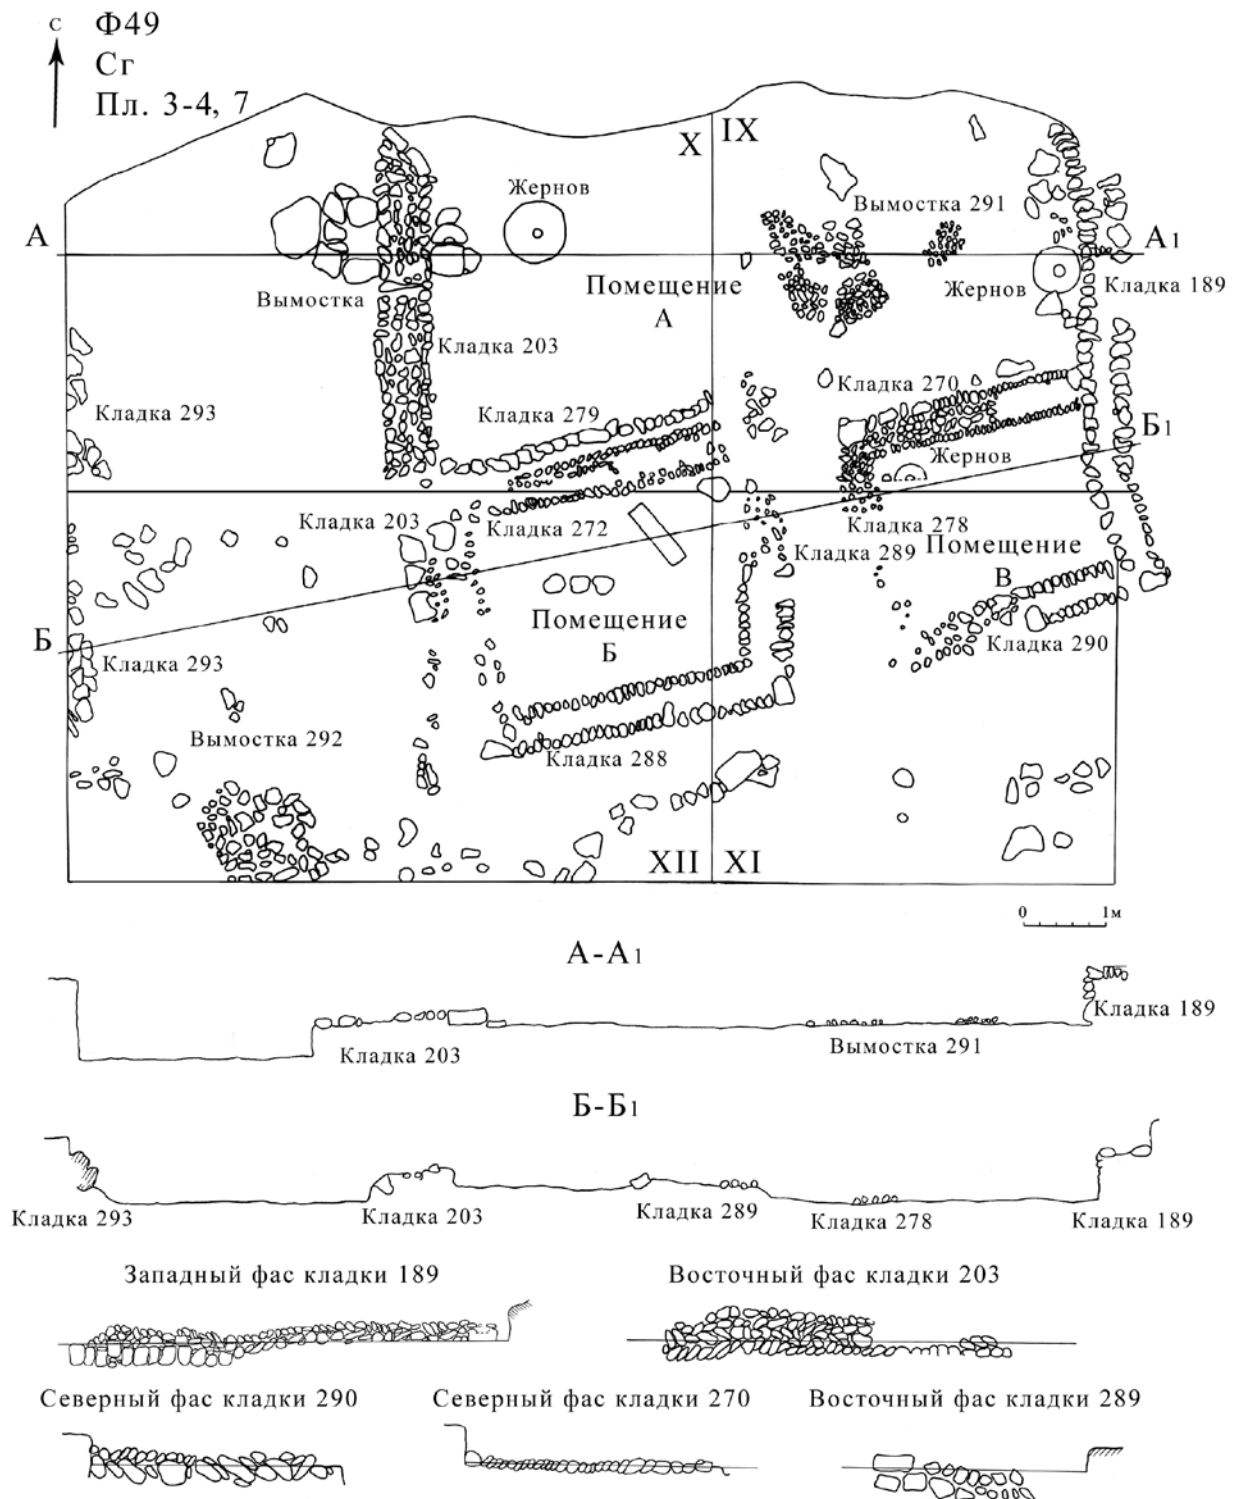 С Ф49
Сг
Пл. 3-4, 7
X IX
Жернов
Вымостка 291
А А1
Вымостка
Помещение
А
Жернов
Кладка 189
Кладка 203
Кладка 293
Кладка 279
Кладка 270
Б1
Жернов
Кладка 203
Кладка 272
Кладка 278
Кладка 289
Помещение
В
Помещение
Б
Б
Кладка 293
Кладка 290
Вымостка 292
Кладка 288
XII XI
0 1м
А-А1
Кладка 189
Кладка 203
Вымостка 291
Б-Б1
Кладка 293
Кладка 203
Кладка 289
Кладка 278
Кладка 189
Западный фас кладки 189
Восточный фас кладки 203
Северный фас кладки 290
Северный фас кладки 270
Восточный фас кладки 289